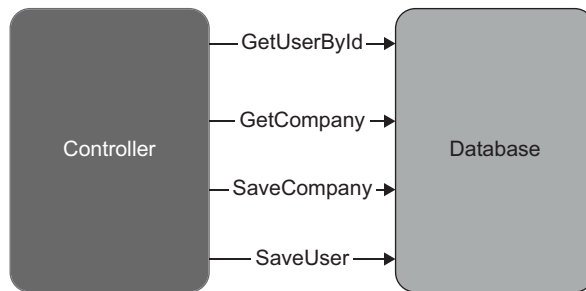 GetUserById
GetCompany
Controller
Database
SaveCompany
SaveUser